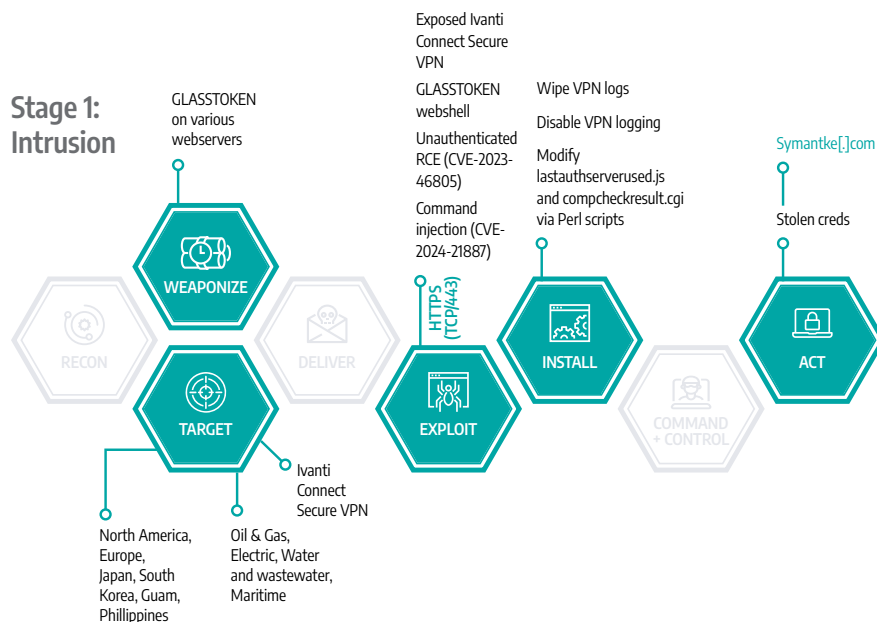 Stage 1:
Intrusion
GLASSTOKEN
on various
webservers
Exposed Ivanti
Connect Secure
VPN
GLASSTOKEN
webshell
Unauthenticated
RCE (CVE-2023-
46805)
Command
injection (CVE-
2024-21887)
HTTPS
(TCP/443)
Wipe VPN logs
Disable VPN logging
Modify
lastauthserverused.js
and compcheckresult.cgi
via Perl scripts
Symantke[.]com
Stolen creds
RECON
WEAPONIZE
TARGET
DELIVER
EXPLOIT
INSTALL
COMMAND
+ CONTROL
ACT
North America,
Europe,
Japan, South
Korea, Guam,
Phillippines
Oil & Gas,
Electric, Water
and wastewater,
Maritime
Ivanti
Connect
Secure VPN